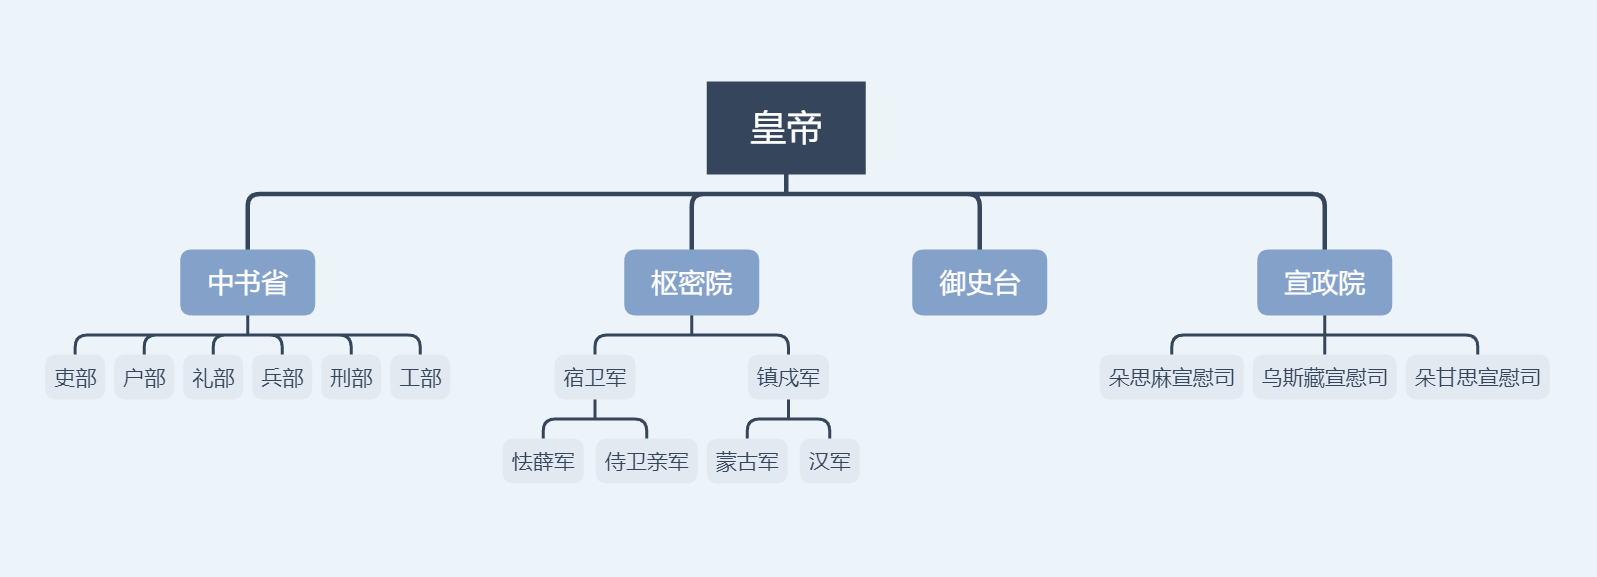 皇帝
中书省
枢密院
御史台
宣政院
吏部
户部
礼部
兵部
刑部
工部
宿卫军
镇戍军
朵思麻宣慰司
乌斯藏宣慰司
朵甘思宣慰司
怯薛军
侍卫亲军
蒙古军
汉军